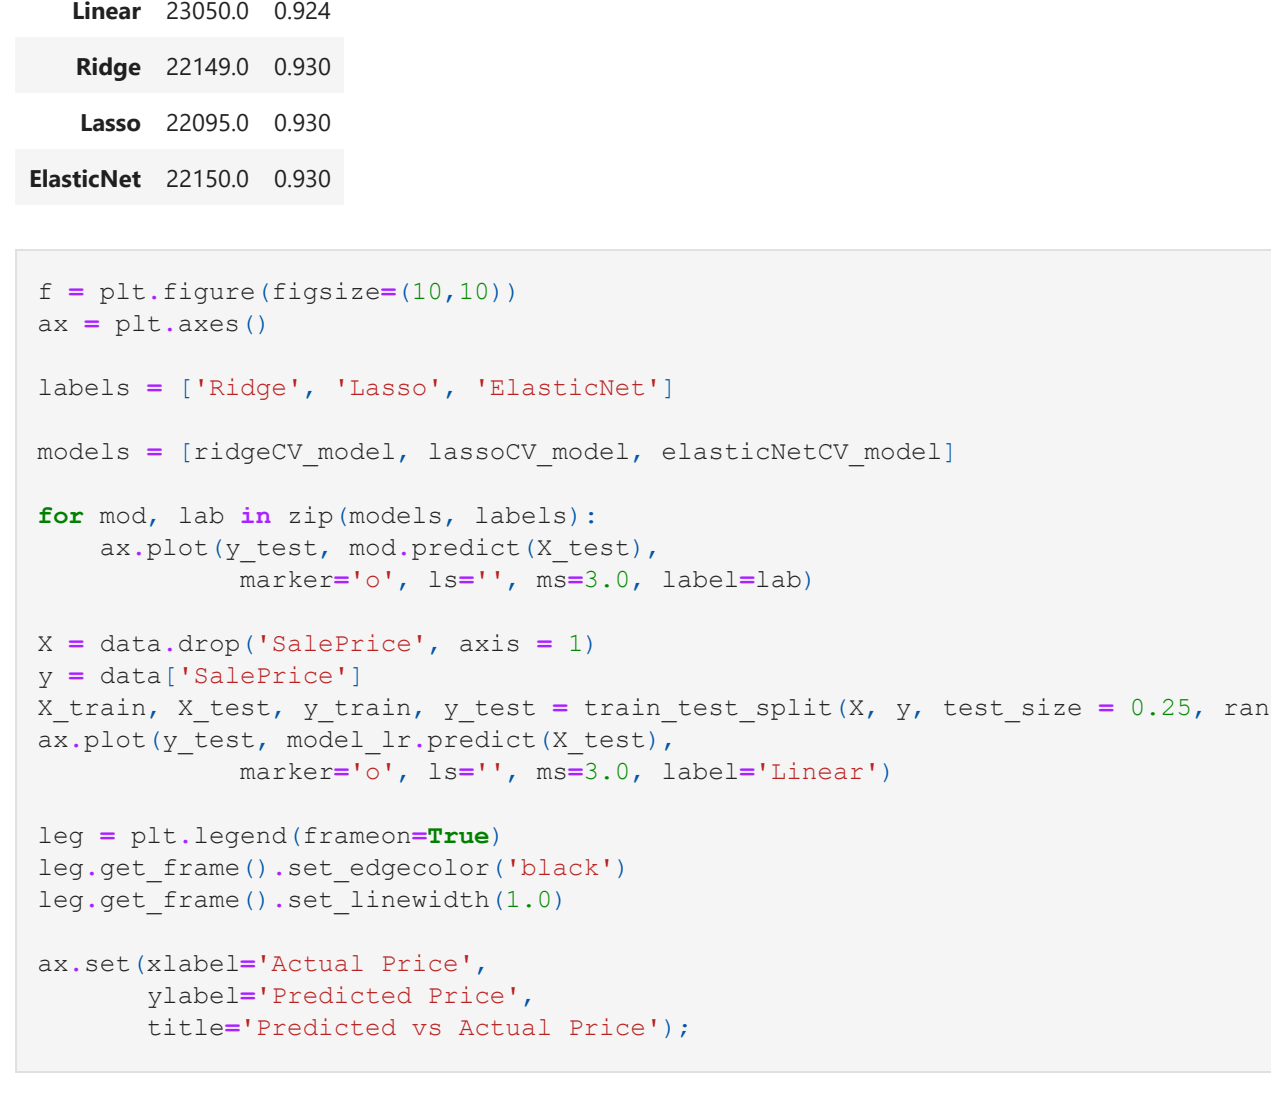 Linear 23050.0 0.924
Ridge 22149.0 0.930
Lasso 22095.0 0.930
ElasticNet 22150.0 0.930
f = plt.figure(figsize=(10,10))
ax = plt.axes()
labels = ['Ridge', 'Lasso', 'ElasticNet']
models = [ridgeCV_model, lassoCV_model, elasticNetCV_model]
for mod, lab in zip(models, labels):
    ax.plot(y_test, mod.predict(X_test),
             marker='o', ls='', ms=3.0, label=lab)
X = data.drop('SalePrice', axis = 1)
y = data['SalePrice']
X_train, X_test, y_train, y_test = train_test_split(X, y, test_size = 0.25, ran
ax.plot(y_test, model_lr.predict(X_test),
             marker='o', ls='', ms=3.0, label='Linear')
leg = plt.legend(frameon=True)
leg.get_frame().set_edgecolor('black')
leg.get_frame().set_linewidth(1.0)
ax.set(xlabel='Actual Price',
       ylabel='Predicted Price',
       title='Predicted vs Actual Price');